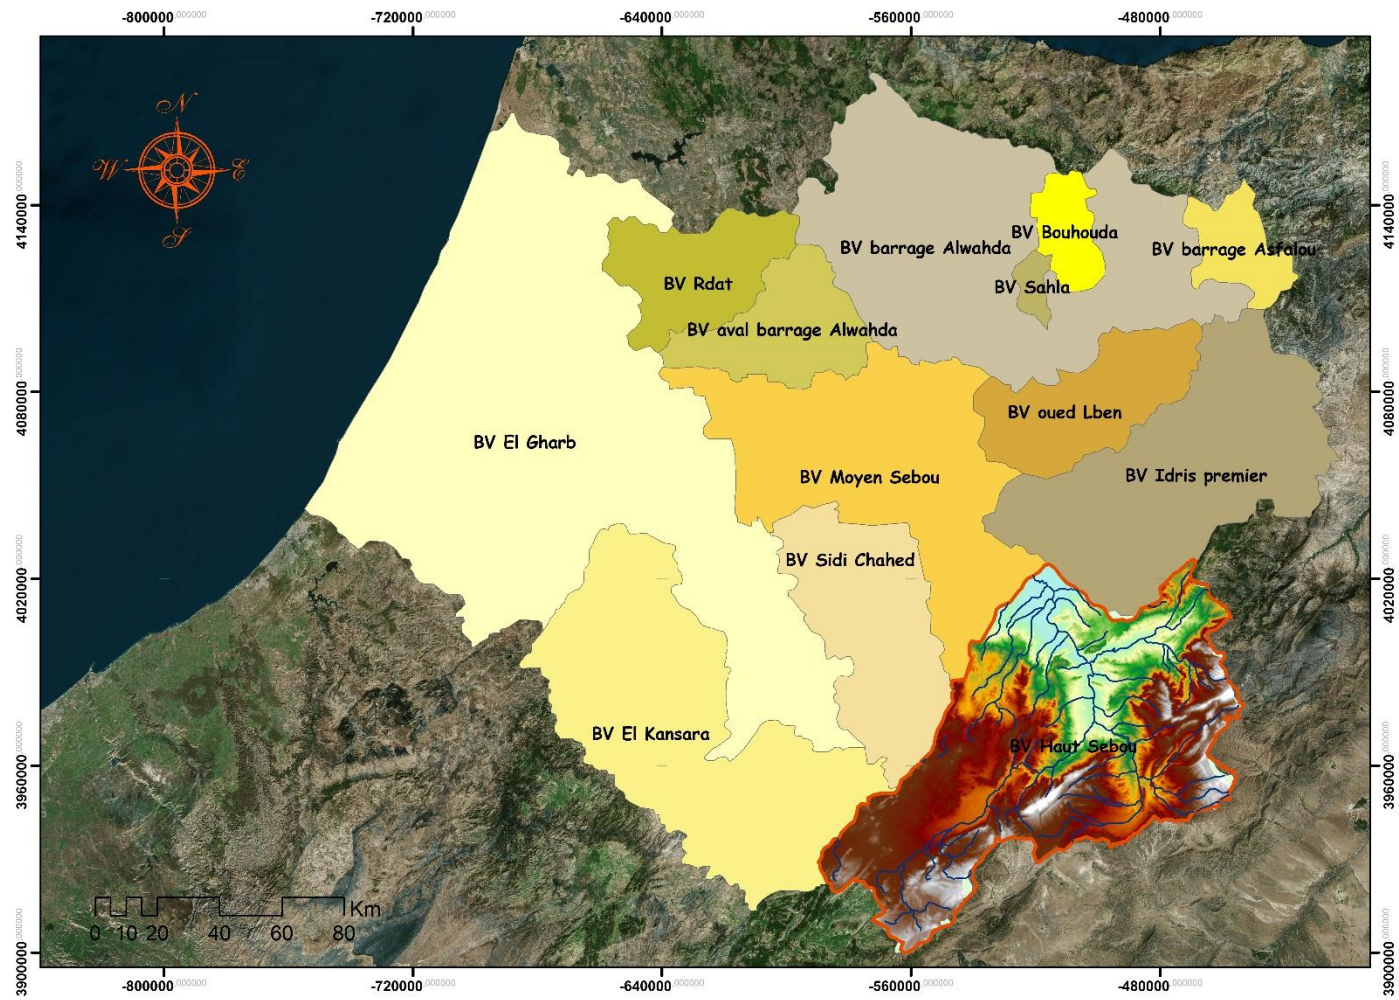 -800000,000000 -720000,000000 -640000,000000 -560000,000000 -480000,000000
N
W E
S
4140000,000000 4140000,000000
BV Bouhouda
BV barrage Alwahda
BV barrage Asfalou
BV Rdat
BV Sahla
BV aval barrage Alwahda
4080000,000000 4080000,000000
BV oued Lben
BV El Gharb
BV Moyen Sebou
BV Idris premier
BV Sidi Chahed
4020000,000000 4020000,000000
BV El Kansara
BV Haut Sebou
3960000,000000 3960000,000000
Km
0 10 20 40 60 80
3900000,000000 3900000,000000
-800000,000000 -720000,000000 -640000,000000 -560000,000000 -480000,000000